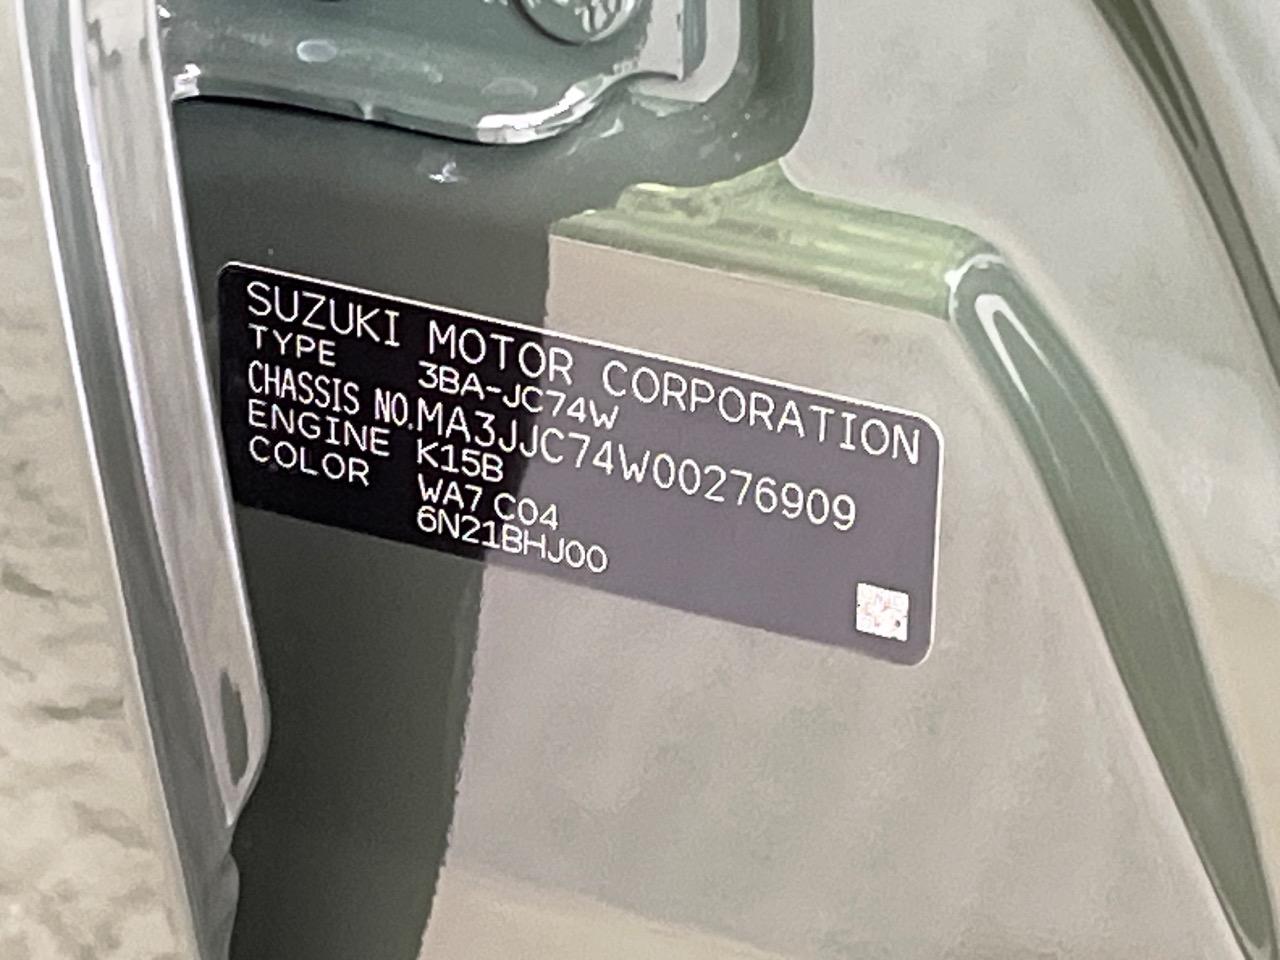 SUZUKI MOTOR CORPORATION
TYPE 3BA-JC74W
CHASSIS NO. MA3JJC74W00276909
ENGINE K15B
COLOR WA7 C04
6N21BHJ00